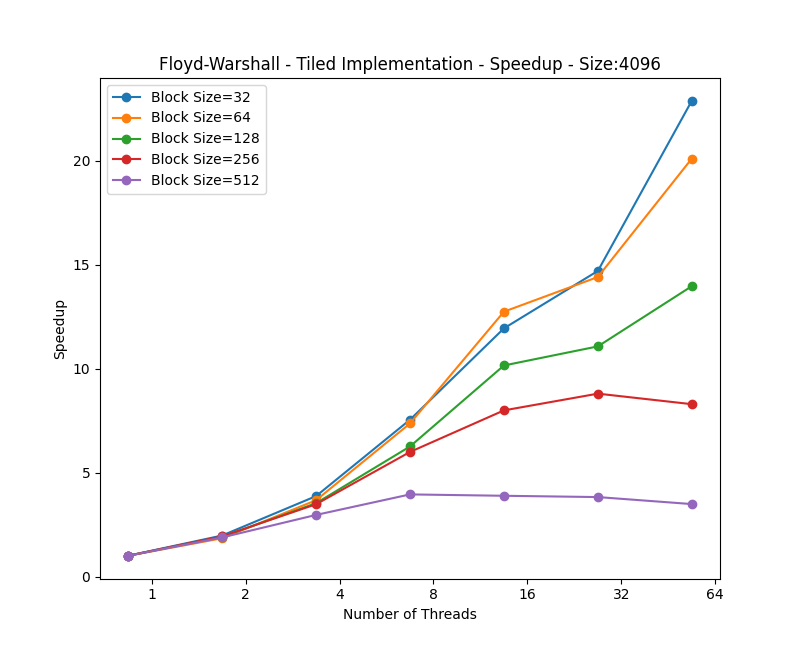 Floyd-Warshall - Tiled Implementation - Speedup - Size:4096
Block Size=32
Block Size=64
Block Size=128
Block Size=256
Block Size=512
20
15
10
5
0
Speedup
1 2 4 8 16 32 64
Number of Threads